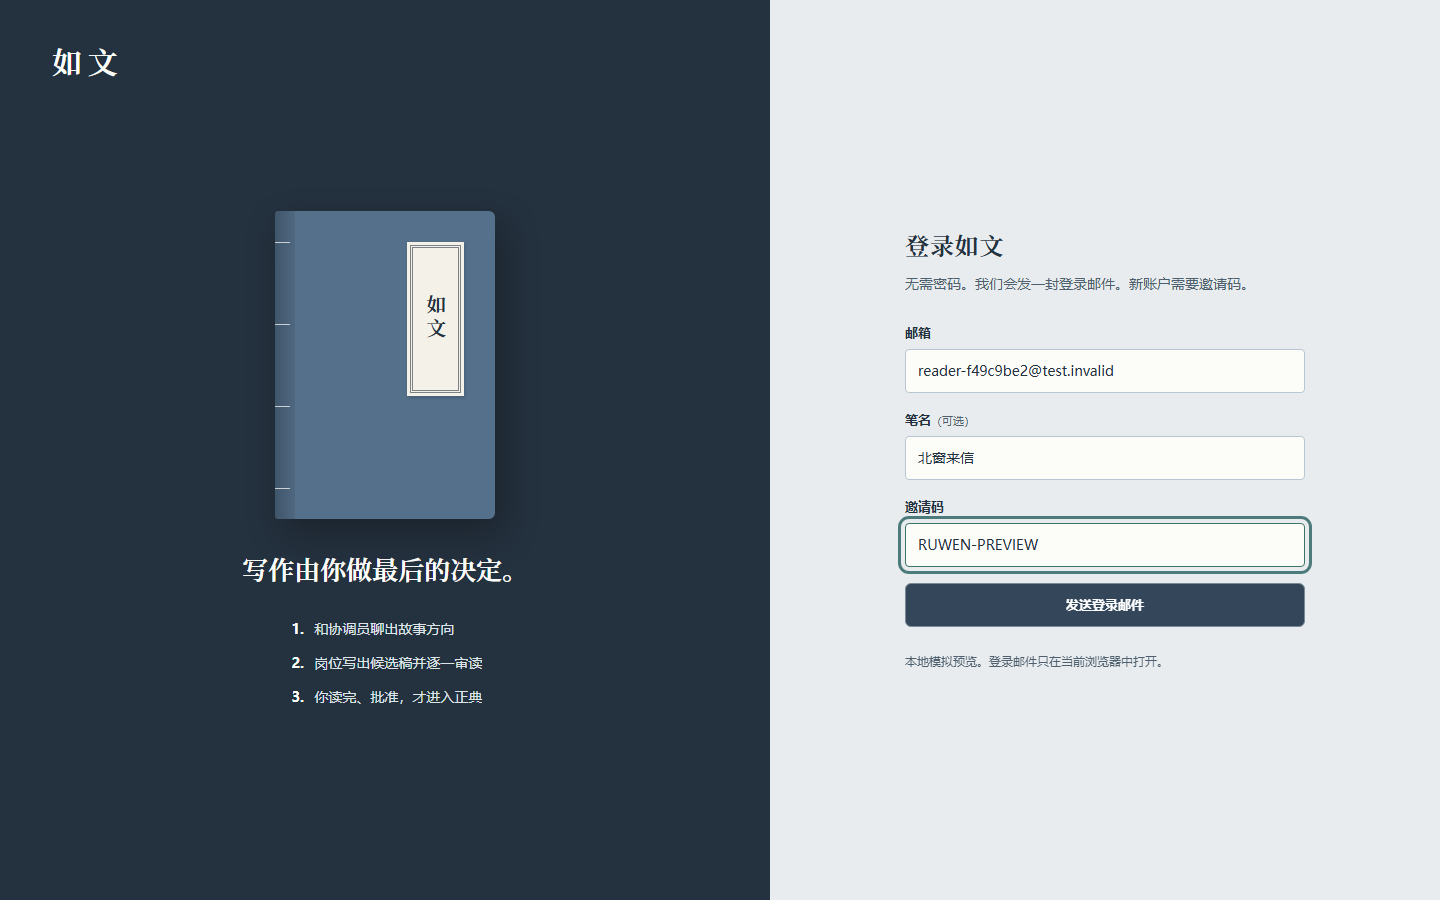 如文
如
文
写作由你做最后的决定。
1. 和协调员聊出故事方向
2. 岗位写出候选稿并逐一审读
3. 你读完、批准，才进入正典
登录如文
无需密码。我们会发一封登录邮件。新账户需要邀请码。
邮箱
reader-f49c9be2@test.invalid
笔名 (可选)
北窗来信
邀请码
RUWEN-PREVIEW
发送登录邮件
本地模拟预览。登录邮件只在当前浏览器中打开。